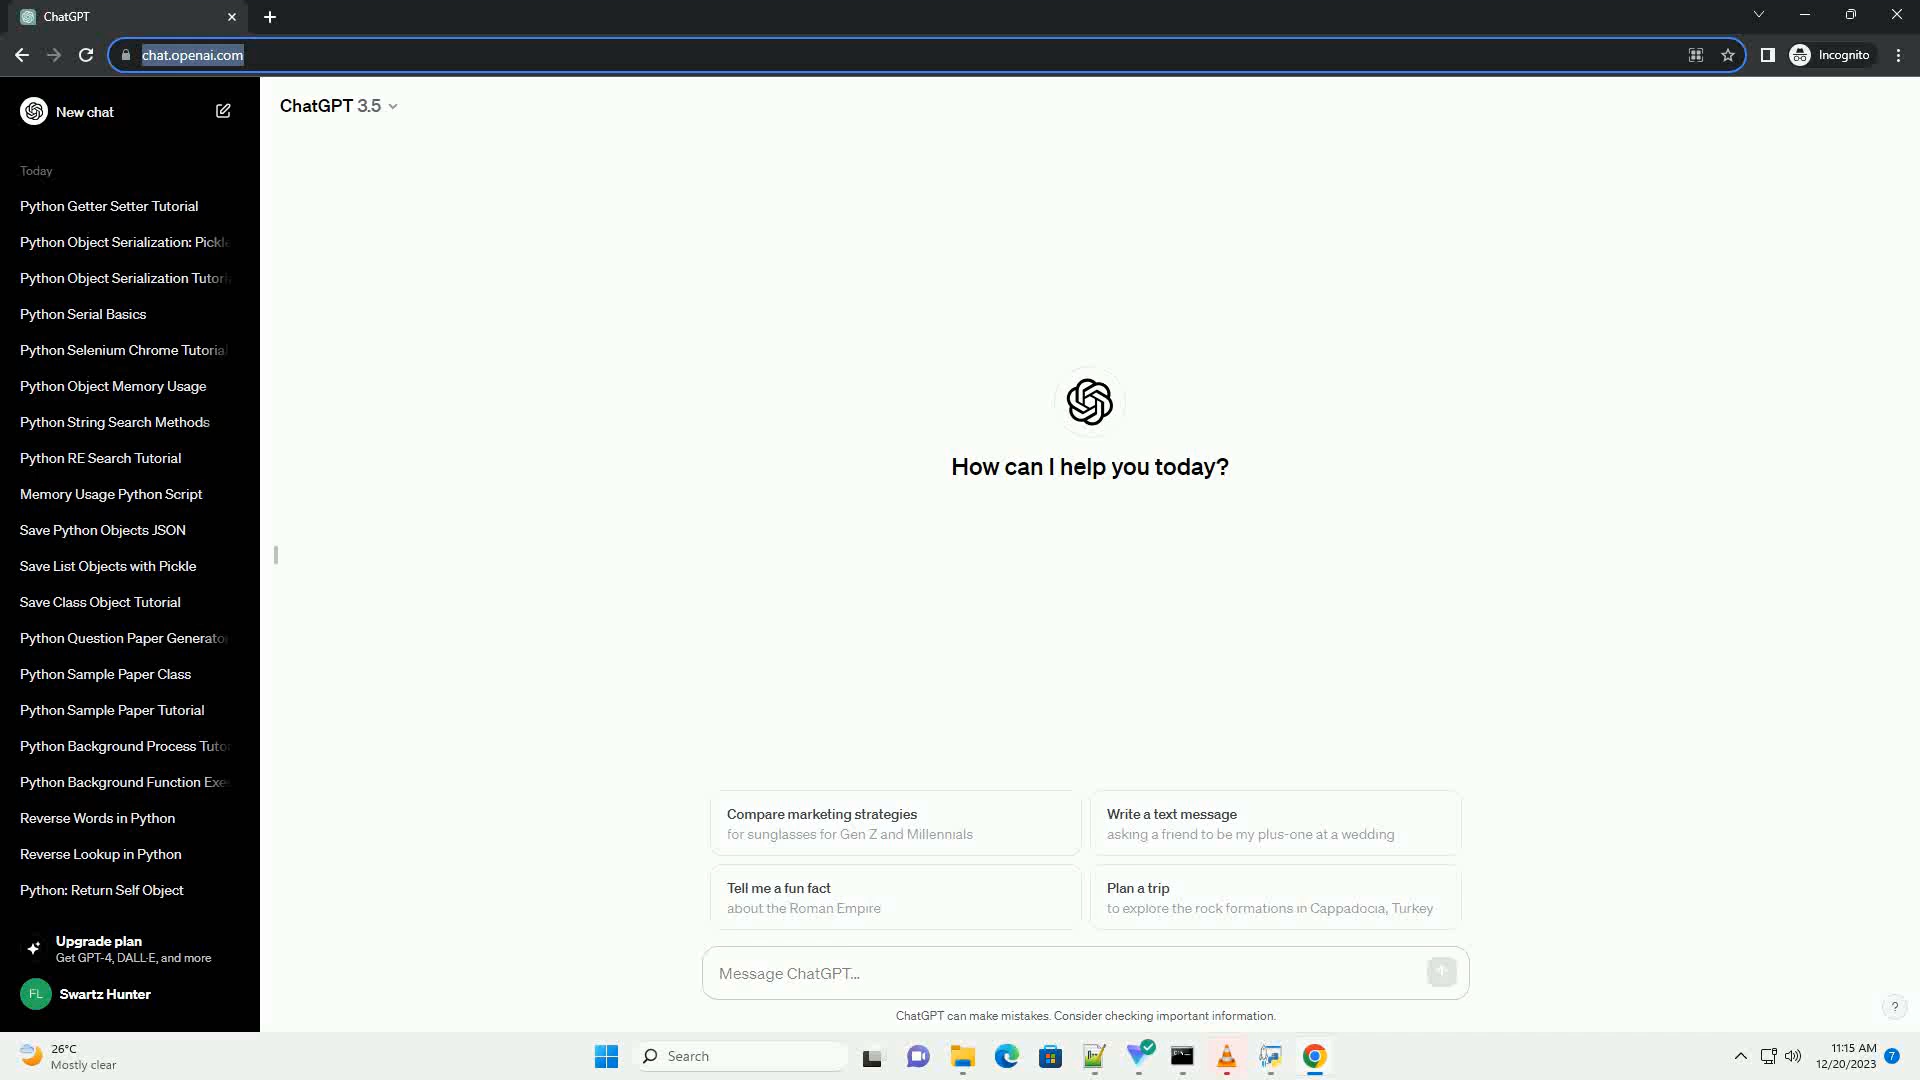 ChatGPT
chat.openai.com
Incognito
New chat
ChatGPT 3.5
Today
Python Getter Setter Tutorial
Python Object Serialization: Pickle
Python Object Serialization Tutori
Python Serial Basics
Python Selenium Chrome Tutorial
Python Object Memory Usage
Python String Search Methods
Python RE Search Tutorial
Memory Usage Python Script
Save Python Objects JSON
Save List Objects with Pickle
Save Class Object Tutorial
Python Question Paper Generator
Python Sample Paper Class
Python Sample Paper Tutorial
Python Background Process Tutor
Python Background Function Exe
Reverse Words in Python
Reverse Lookup in Python
Python: Return Self Object
Upgrade plan
Get GPT-4, DALL·E, and more
FL
Swartz Hunter
How can I help you today?
Compare marketing strategies
for sunglasses for Gen Z and Millennials
Write a text message
asking a friend to be my plus-one at a wedding
Tell me a fun fact
about the Roman Empire
Plan a trip
to explore the rock formations in Cappadocia, Turkey
Message ChatGPT...
ChatGPT can make mistakes. Consider checking important information.
?
26°C
Mostly clear
Search
11:15 AM
12/20/2023
7